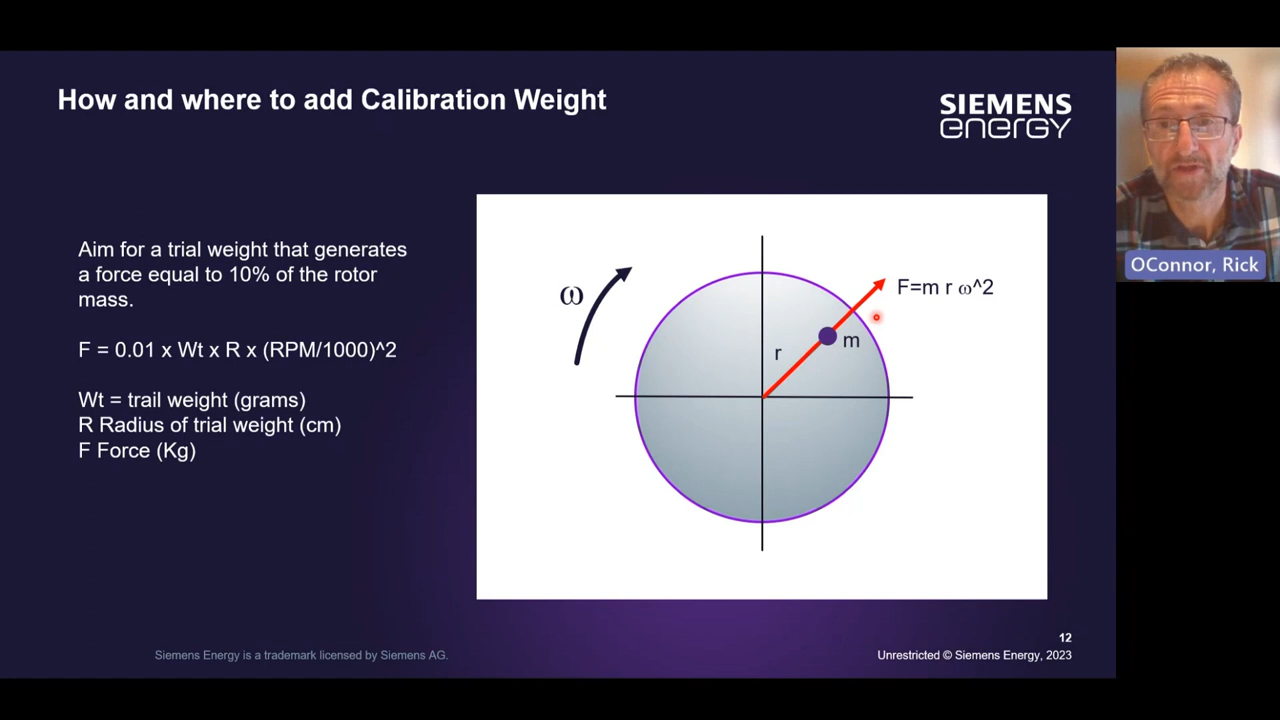 How and where to add Calibration Weight
SIEMENS
energy
Aim for a trial weight that generates
a force equal to 10% of the rotor
mass.
F = 0.01 x Wt x R x (RPM/1000)^2
Wt = trail weight (grams)
R Radius of trial weight (cm)
F Force (Kg)
ω
F=m r ω^2
r
m
OConnor, Rick
12
Siemens Energy is a trademark licensed by Siemens AG.
Unrestricted © Siemens Energy, 2023